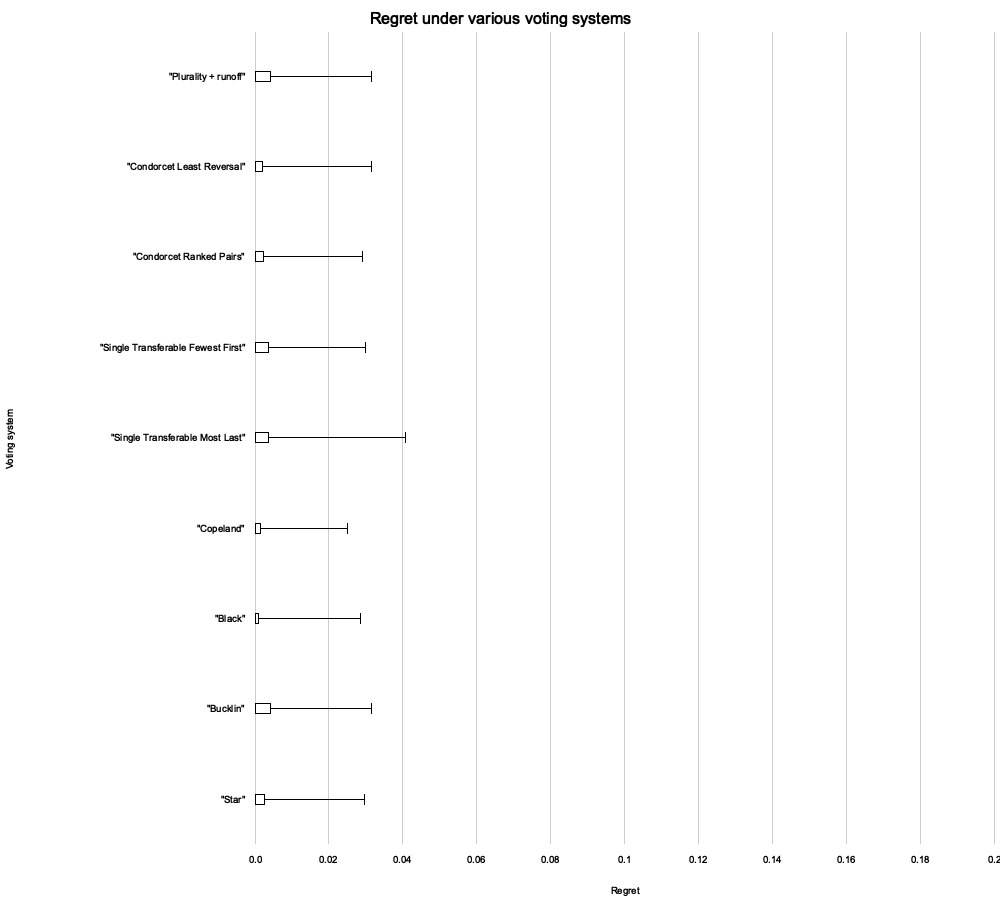 Regret under various voting systems
"Plurality + runoff"
"Condorcet Least Reversal"
"Condorcet Ranked Pairs"
"Single Transferable Fewest First"
"Single Transferable Most Last"
"Copeland"
"Black"
"Bucklin"
"Star"
Voting system
0.0 0.02 0.04 0.06 0.08 0.1 0.12 0.14 0.16 0.18 0.2
Regret